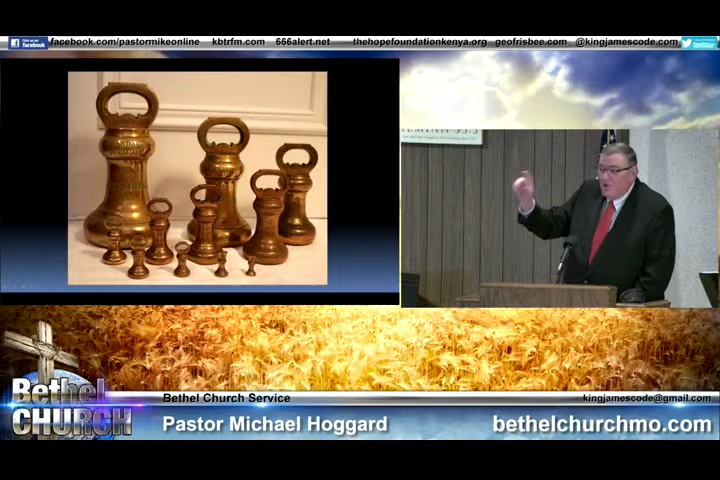 facebook.com/pastormikeonline kbtrfm.com 666alert.net thehopefoundationkenya.org geofrisbee.com @kingjamescode.com
facebook
Bethel
CHURCH
Bethel Church Service kingjamescode@gmail.com
Pastor Michael Hoggard bethelchurchmo.com